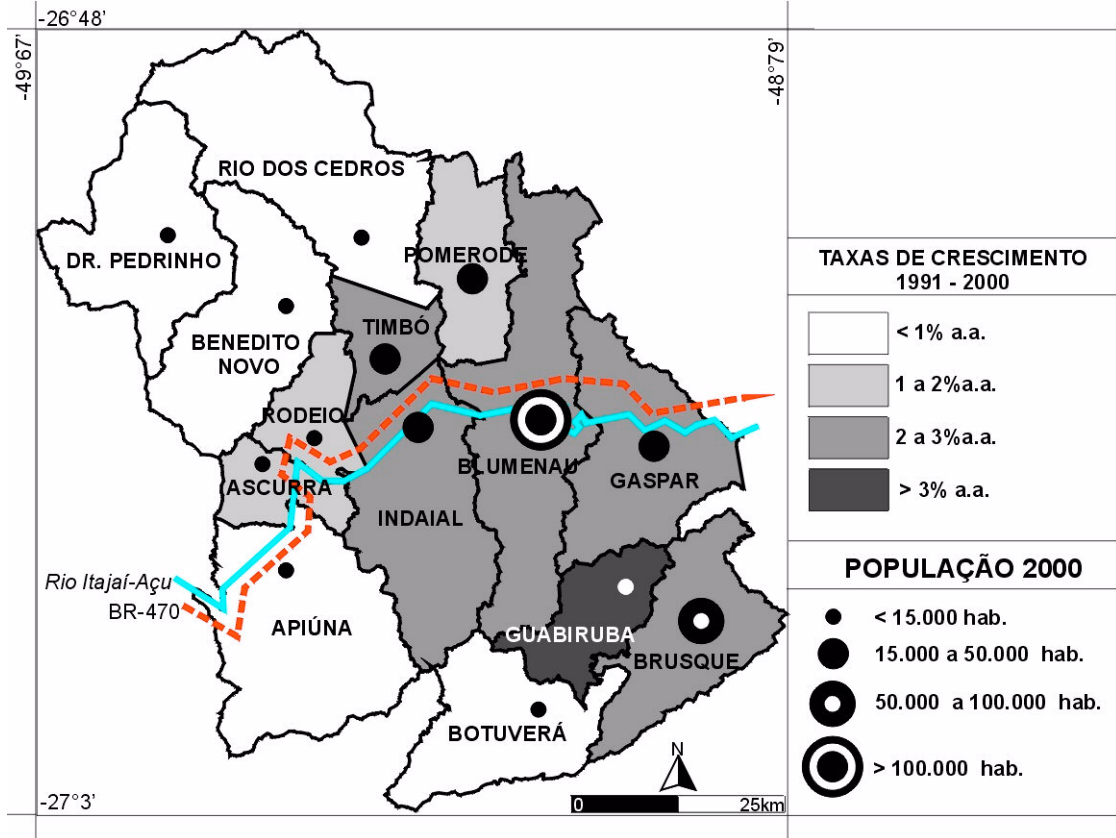 -26°48'
-49°67'
-48°79'
RIO DOS CEDROS
DR. PEDRINHO
POMERODE
TIMBÓ
BENEDITO
NOVO
RODEIO
ASCURRA
BLUMENAU
GASPAR
INDAIAL
Rio Itajaí-Açu
BR-470
APIÚNA
GUABIRUBA
BRUSQUE
BOTUVERÁ
N
0 25km
-27°3'
TAXAS DE CRESCIMENTO
1991 - 2000
< 1% a.a.
1 a 2%a.a.
2 a 3%a.a.
> 3% a.a.
POPULAÇÃO 2000
< 15.000 hab.
15.000 a 50.000 hab.
50.000 a 100.000 hab.
> 100.000 hab.